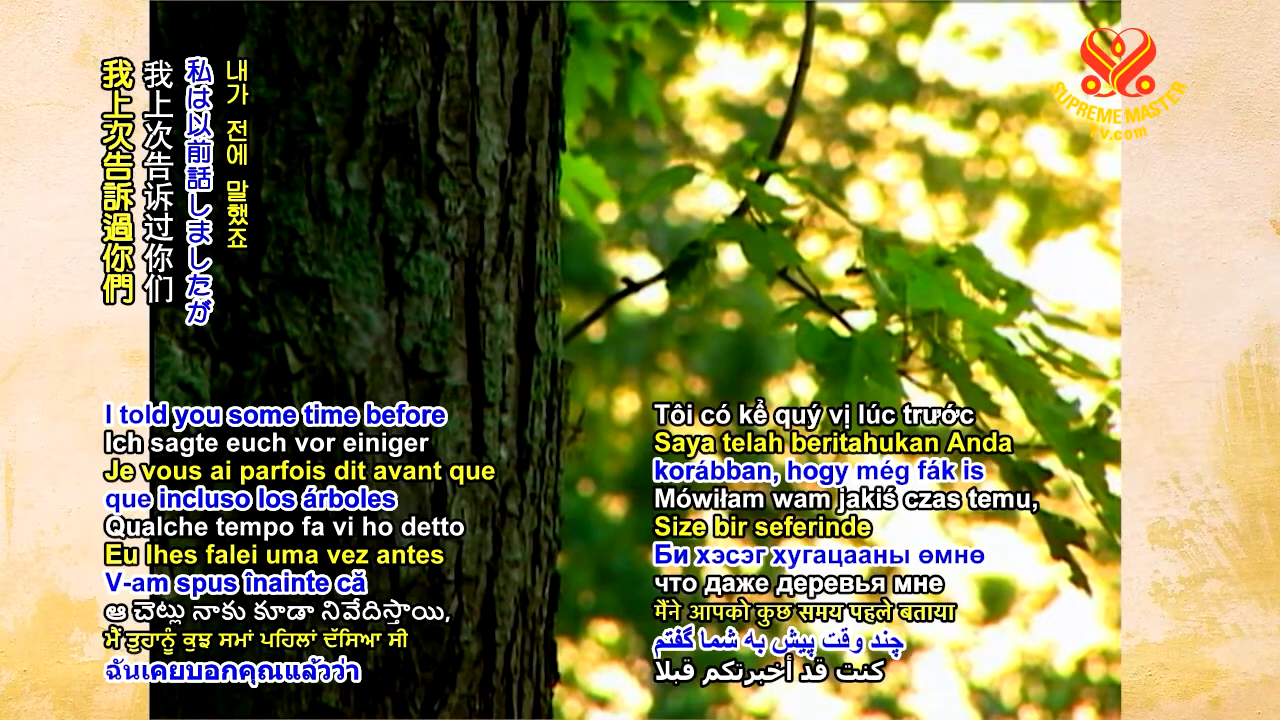 我上次告訴過你們
我上次告诉过你们
私は以前話しましたが
내가 전에 말했죠
SUPREME MASTER
TV.com
I told you some time before
Ich sagte euch vor einiger
Je vous ai parfois dit avant que
que incluso los árboles
Qualche tempo fa vi ho detto
Eu lhes falei uma vez antes
V-am spus înainte că
ఆ చెట్లు నాకు కూడా నివేదిస్తాయి,
ਮੈਂ ਤੁਹਾਨੂੰ ਕੁਝ ਸਮਾਂ ਪਹਿਲਾਂ ਦੱਸਿਆ ਸੀ
ฉันเคยบอกคุณแล้วว่า
Tôi có kể quý vị lúc trước
Saya telah beritahukan Anda
korábban, hogy még fák is
Mówiłam wam jakiś czas temu,
Size bir seferinde
Би хэсэг хугацааны өмнө
что даже деревья мне
मैंने आपको कुछ समय पहले बताया
چند وقت پیش به شما گفتم
كنت قد أخبرتكم قبلا